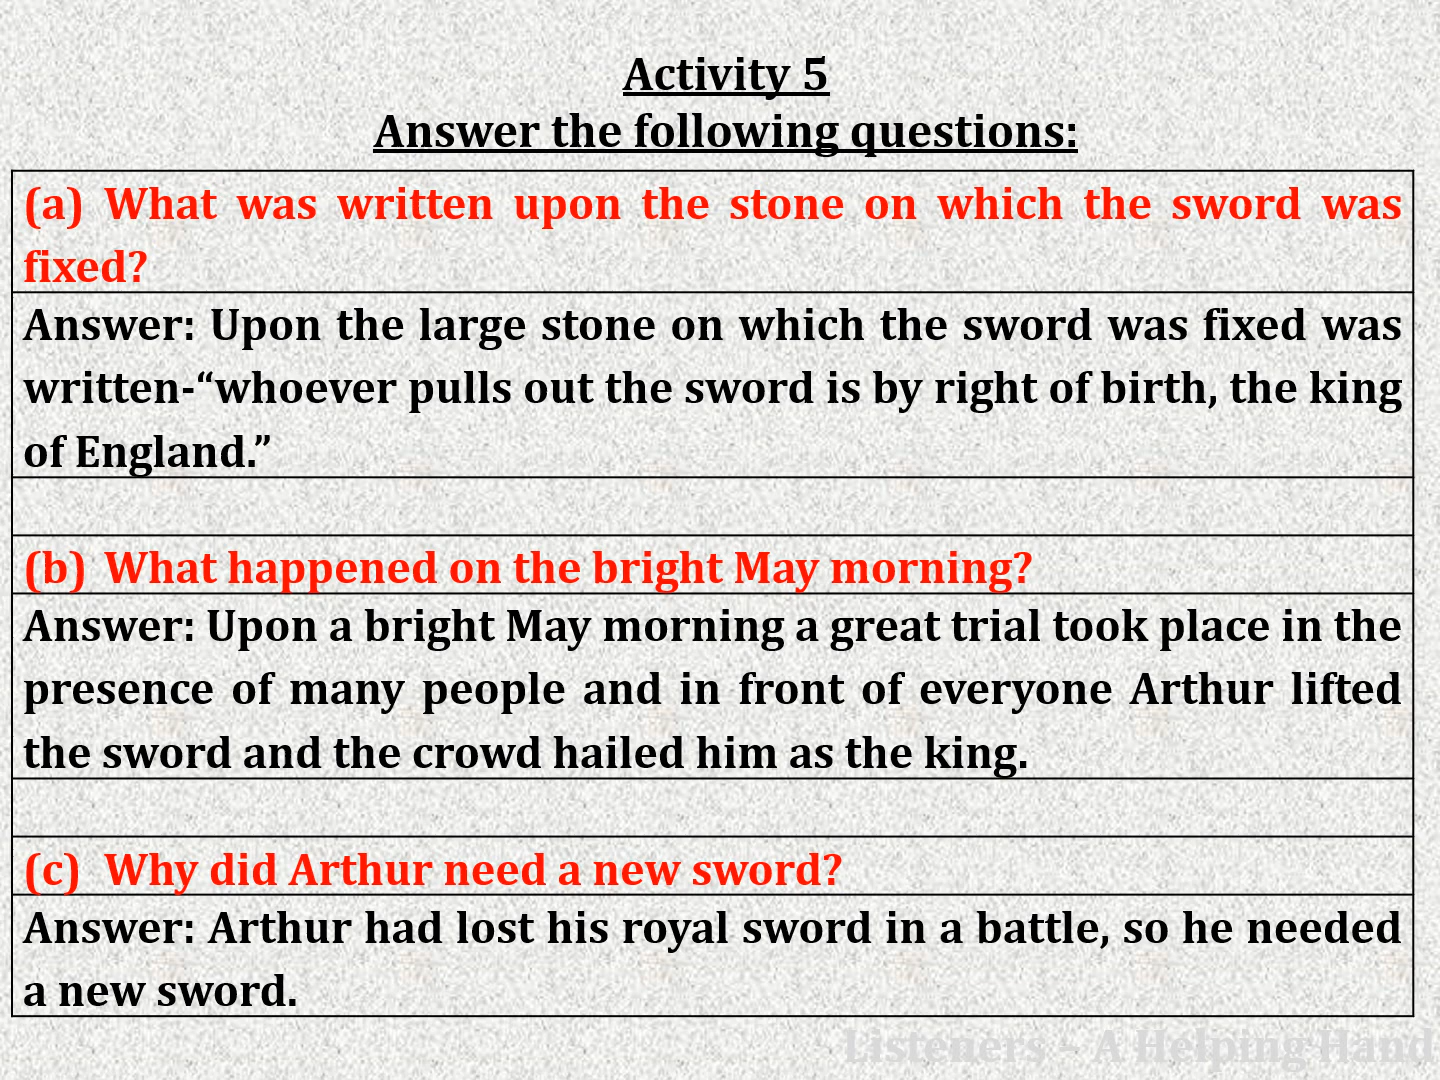 Activity 5
Answer the following questions:
(a) What was written upon the stone on which the sword was
fixed?
Answer: Upon the large stone on which the sword was fixed was
written-“whoever pulls out the sword is by right of birth, the king
of England.”
(b) What happened on the bright May morning?
Answer: Upon a bright May morning a great trial took place in the
presence of many people and in front of everyone Arthur lifted
the sword and the crowd hailed him as the king.
(c) Why did Arthur need a new sword?
Answer: Arthur had lost his royal sword in a battle, so he needed
a new sword.
Listeners – A Helping Hand